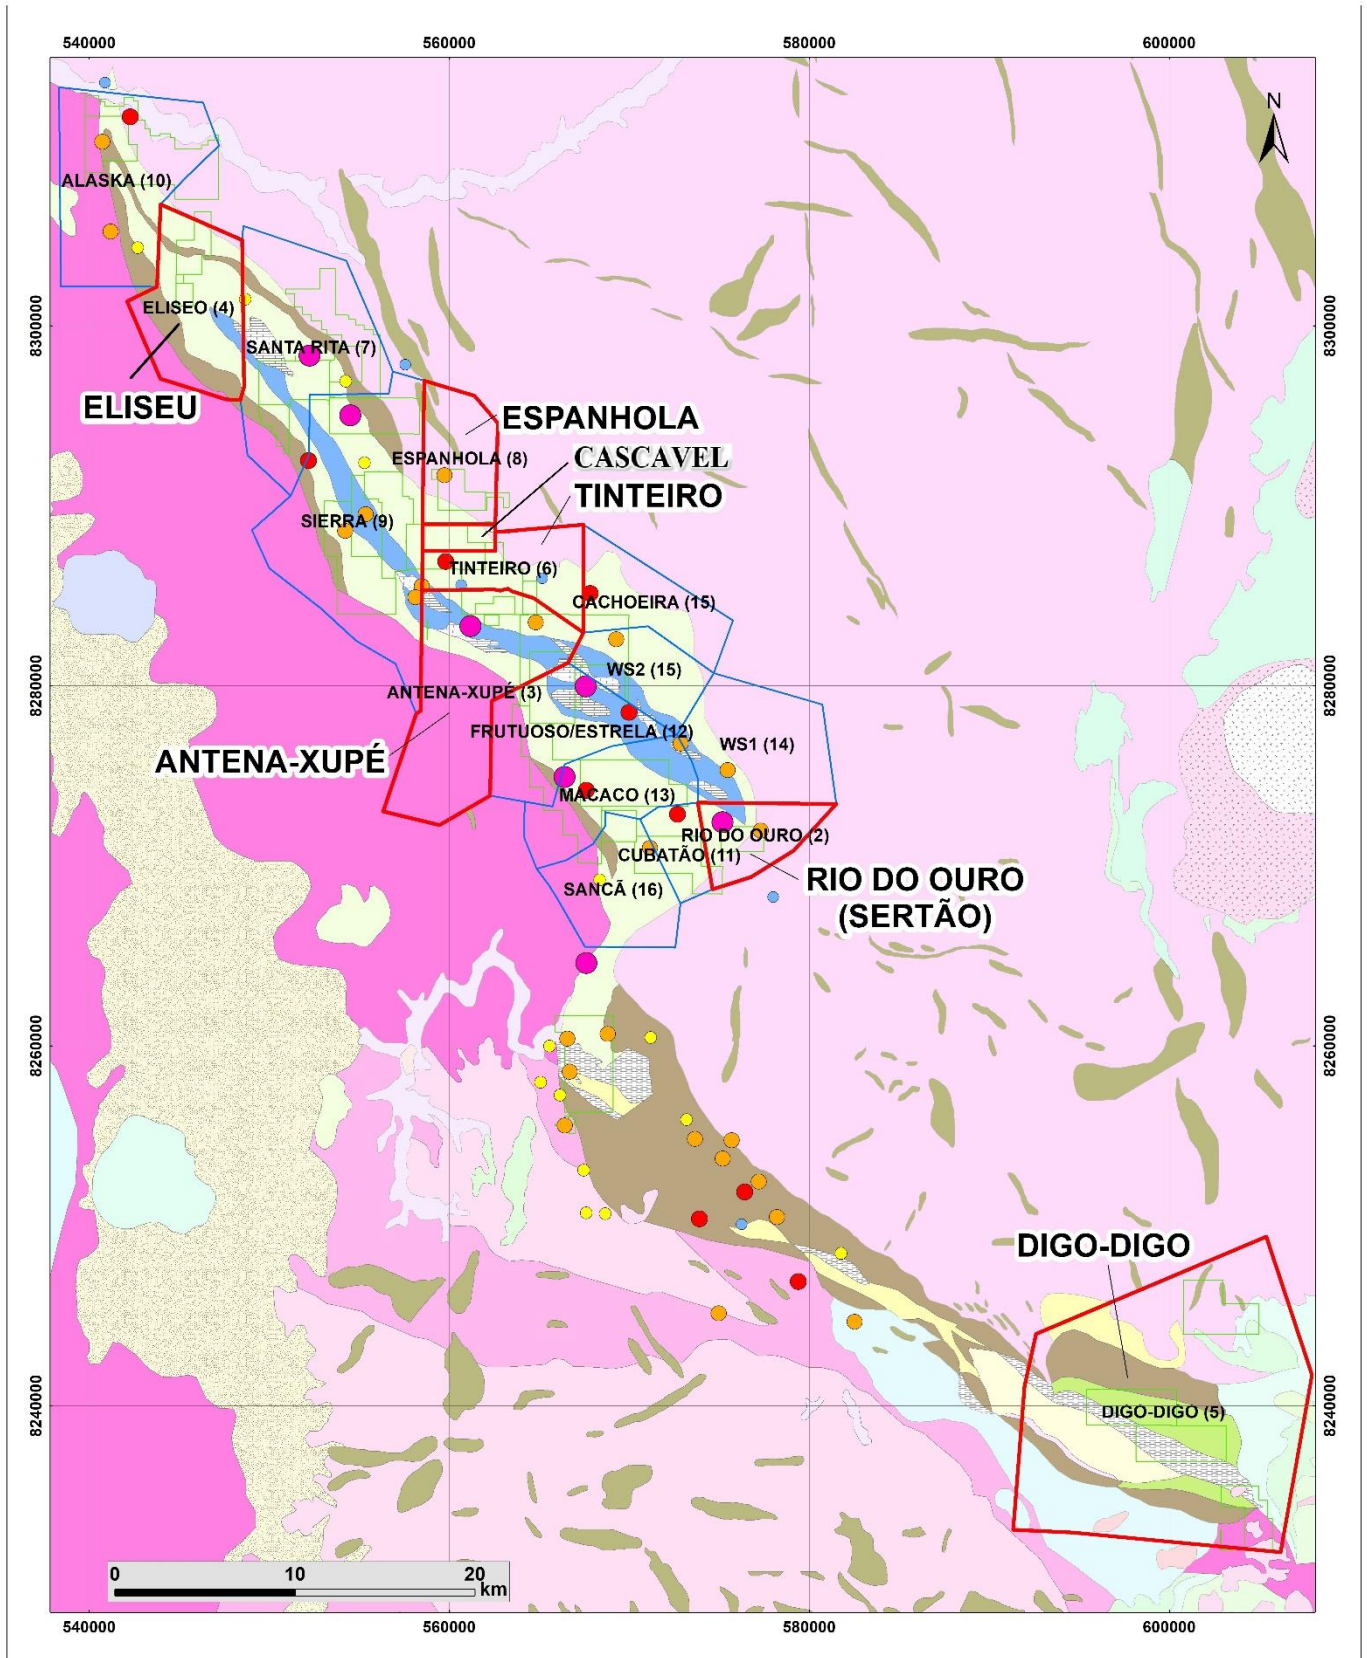 540000 560000 580000 600000
N
ALASKA (10)
8300000
ELISEO (4)
8300000
SANTA RITA (7)
ELISEU
ESPANHOLA
ESPANHOLA (8)
CASCAVEL
TINTEIRO
SIERRA (9)
TINTEIRO (6)
CACHOEIRA (15)
WS2 (15)
8280000
ANTENA-XUPÉ (3)
8280000
FRUTUOSO/ESTRELA (12)
WS1 (14)
ANTENA-XUPÉ
MACACO (13)
RIO DO OURO (2)
CUBATÃO (11)
SANCÃ (16)
RIO DO OURO
(SERTÃO)
8260000
8260000
DIGO-DIGO
8240000
DIGO-DIGO (5)
8240000
0 10 20
km
540000 560000 580000 600000